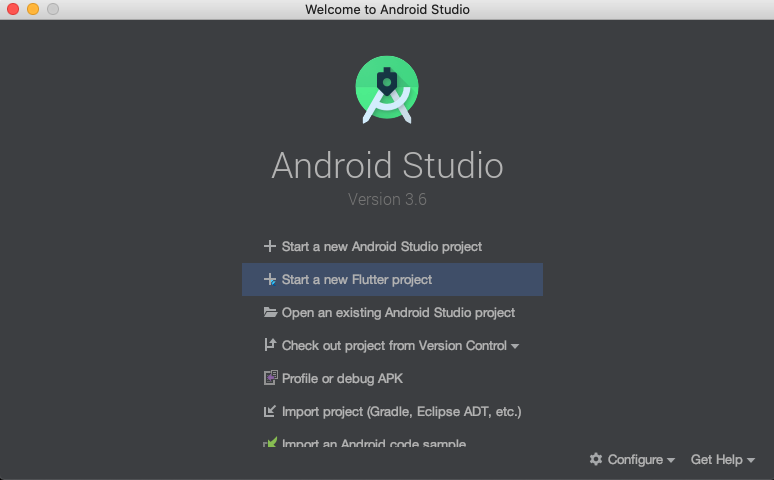 Welcome to Android Studio
Android Studio
Version 3.6
Start a new Android Studio project
Start a new Flutter project
Open an existing Android Studio project
Check out project from Version Control
Profile or debug APK
Import project (Gradle, Eclipse ADT, etc.)
Import an Android code sample
Configure Get Help